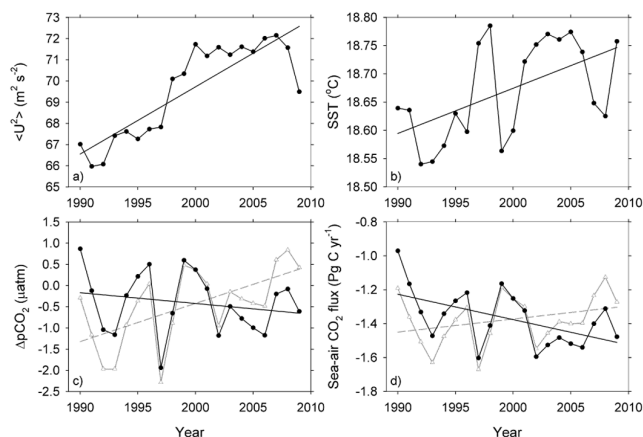 <U²> (m² s⁻²)
73
72
71
70
69
68
67
66
65
a)
1990 1995 2000 2005 2010
SST (°C)
18.80
18.75
18.70
18.65
18.60
18.55
18.50
b)
1990 1995 2000 2005 2010
ΔpCO₂ (μatm)
1.5
1.0
0.5
0.0
-0.5
-1.0
-1.5
-2.0
-2.5
c)
1990 1995 2000 2005 2010
Year
Sea-air CO₂ flux (Pg C yr⁻¹)
-0.8
-1.0
-1.2
-1.4
-1.6
-1.8
d)
1990 1995 2000 2005 2010
Year